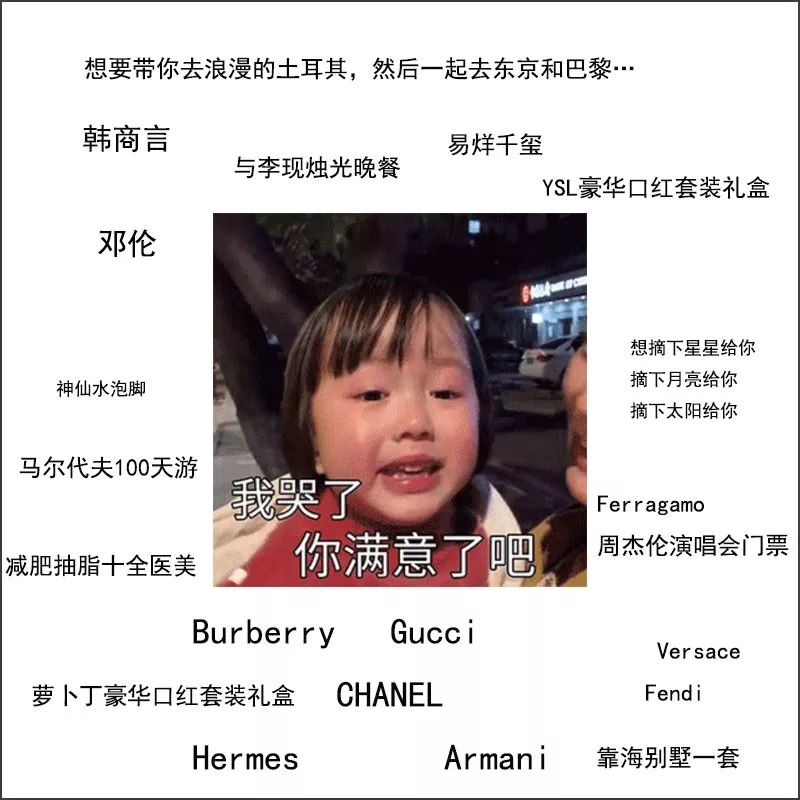 想要带你去浪漫的土耳其，然后一起去东京和巴黎…
韩商言
易烊千玺
与李现烛光晚餐
YSL豪华口红套装礼盒
邓伦
想摘下星星给你
摘下月亮给你
摘下太阳给你
神仙水泡脚
马尔代夫100天游
我哭了
你满意了吧
Ferragamo
周杰伦演唱会门票
减肥抽脂十全医美
Burberry
Gucci
Versace
萝卜丁豪华口红套装礼盒
CHANEL
Fendi
Hermes
Armani
靠海别墅一套